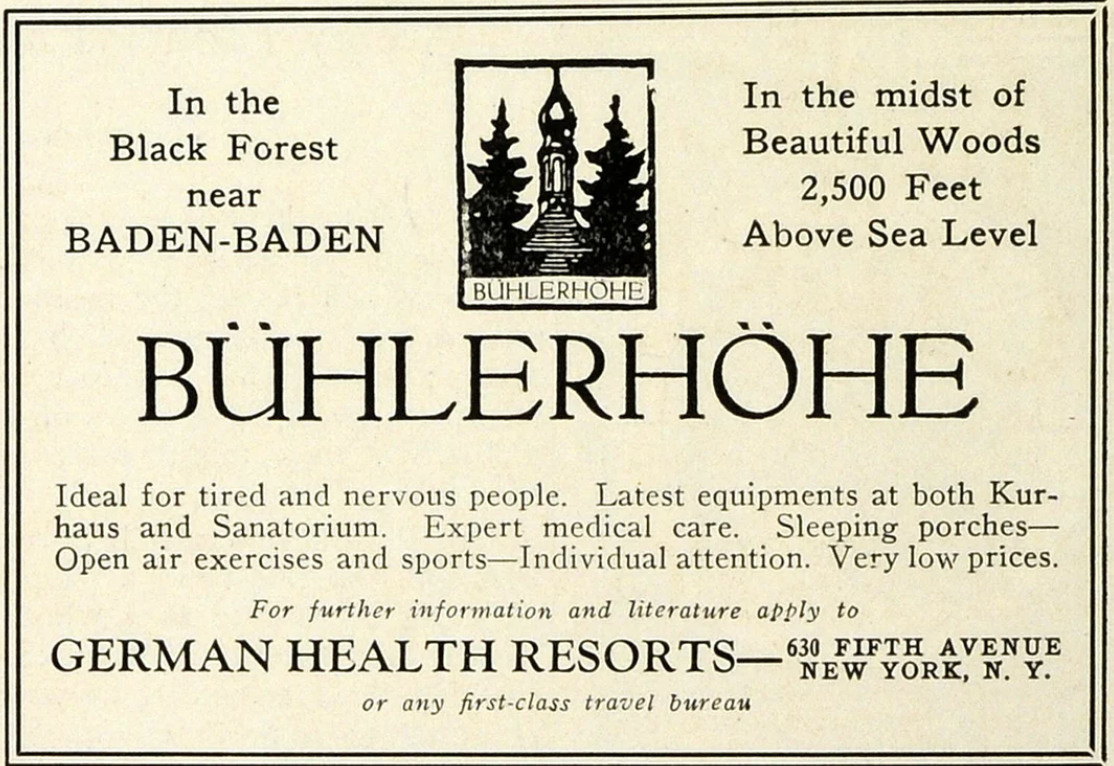 In the
Black Forest
near
BADEN-BADEN
BÜHLERHÖHE
In the midst of
Beautiful Woods
2,500 Feet
Above Sea Level
BÜHLERHÖHE
Ideal for tired and nervous people. Latest equipments at both Kur-
haus and Sanatorium. Expert medical care. Sleeping porches—
Open air exercises and sports—Individual attention. Very low prices.
For further information and literature apply to
GERMAN HEALTH RESORTS—630 FIFTH AVENUE
NEW YORK, N. Y.
or any first-class travel bureau